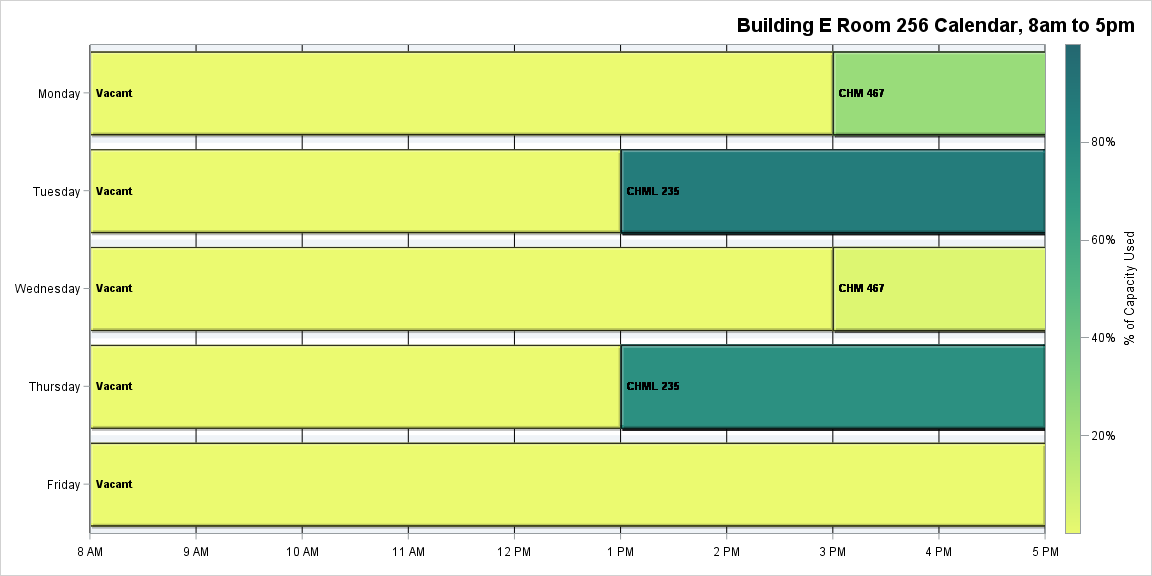 Building E Room 256 Calendar, 8am to 5pm
Monday
Vacant
CHM 467
Tuesday
Vacant
CHML 235
Wednesday
Vacant
CHM 467
Thursday
Vacant
CHML 235
Friday
Vacant
8 AM
9 AM
10 AM
11 AM
12 PM
1 PM
2 PM
3 PM
4 PM
5 PM
80%
60%
40%
20%
% of Capacity Used